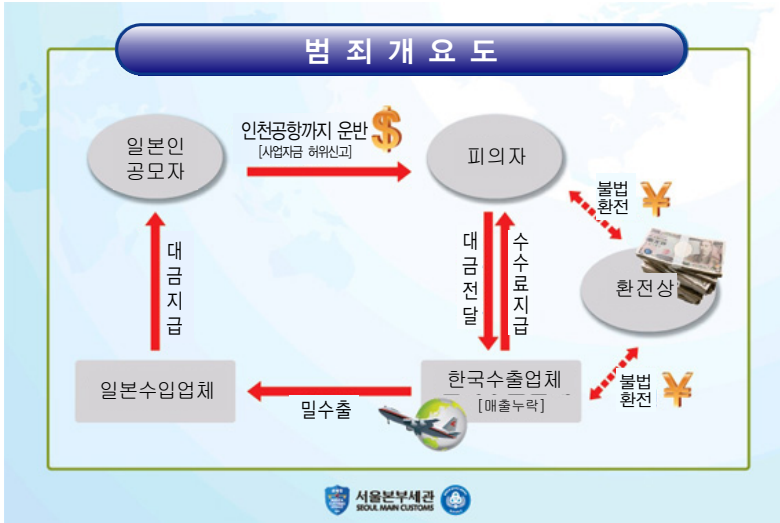 범죄개요도
인천공항까지 운반
[사업자금 허위신고]
일본인
공모자
피의자
불법
환전
대금지급
대금전달
수수료지급
환전상
일본수입업체
밀수출
한국수출업체
[매출누락]
불법
환전
서울본부세관
SEOUL MAIN CUSTOMS